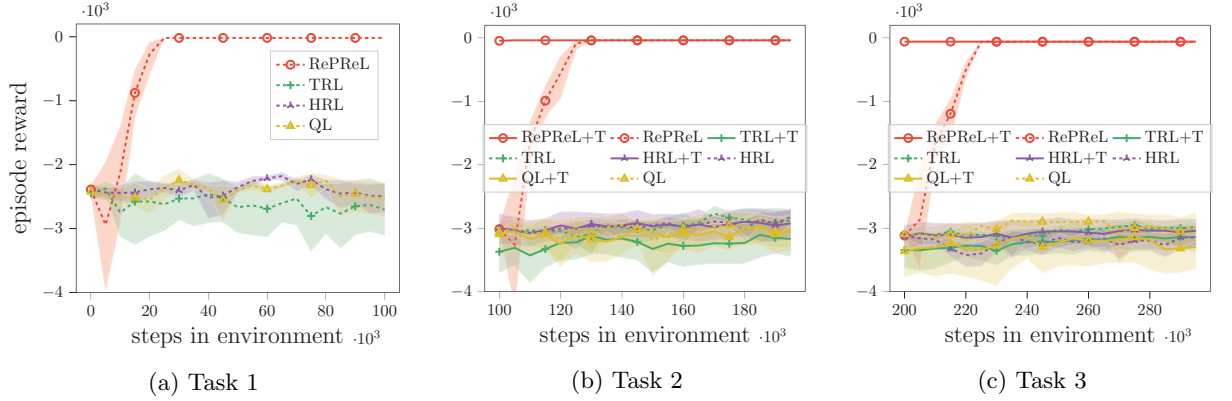 ·10³
0
−1
−2
−3
−4
episode reward
RePReL
TRL
HRL
QL
0 20 40 60 80 100
steps in environment ·10³
(a) Task 1
·10³
0
−1
−2
−3
−4
RePReL+T RePReL TRL+T
TRL HRL+T HRL
QL+T QL
100 120 140 160 180
steps in environment ·10³
(b) Task 2
·10³
0
−1
−2
−3
−4
RePReL+T RePReL TRL+T
TRL HRL+T HRL
QL+T QL
200 220 240 260 280
steps in environment ·10³
(c) Task 3